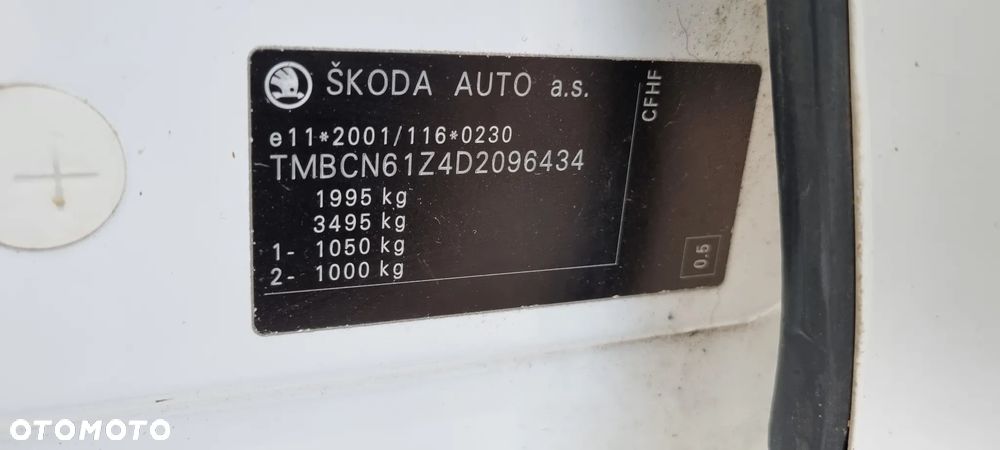 ŠKODA AUTO a.s.
e11*2001/116*0230
TMBCN61Z4D2096434
1995 kg
3495 kg
1- 1050 kg
2- 1000 kg
CFHF
0.5
OTOMOTO